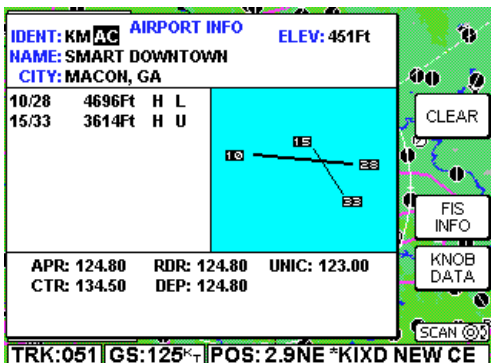 AIRPORT INFO
IDENT: KMAC ELEV: 451Ft
NAME: SMART DOWNTOWN
CITY: MACON, GA
10/28 4696Ft H L
15/33 3614Ft H U
15
10
28
33
APR: 124.80 RDR: 124.80 UNIC: 123.00
CTR: 134.50 DEP: 124.80
CLEAR
FIS
INFO
KNOB
DATA
SCAN
TRK:051 GS:125KT POS: 2.9NE *KIXD NEW CE